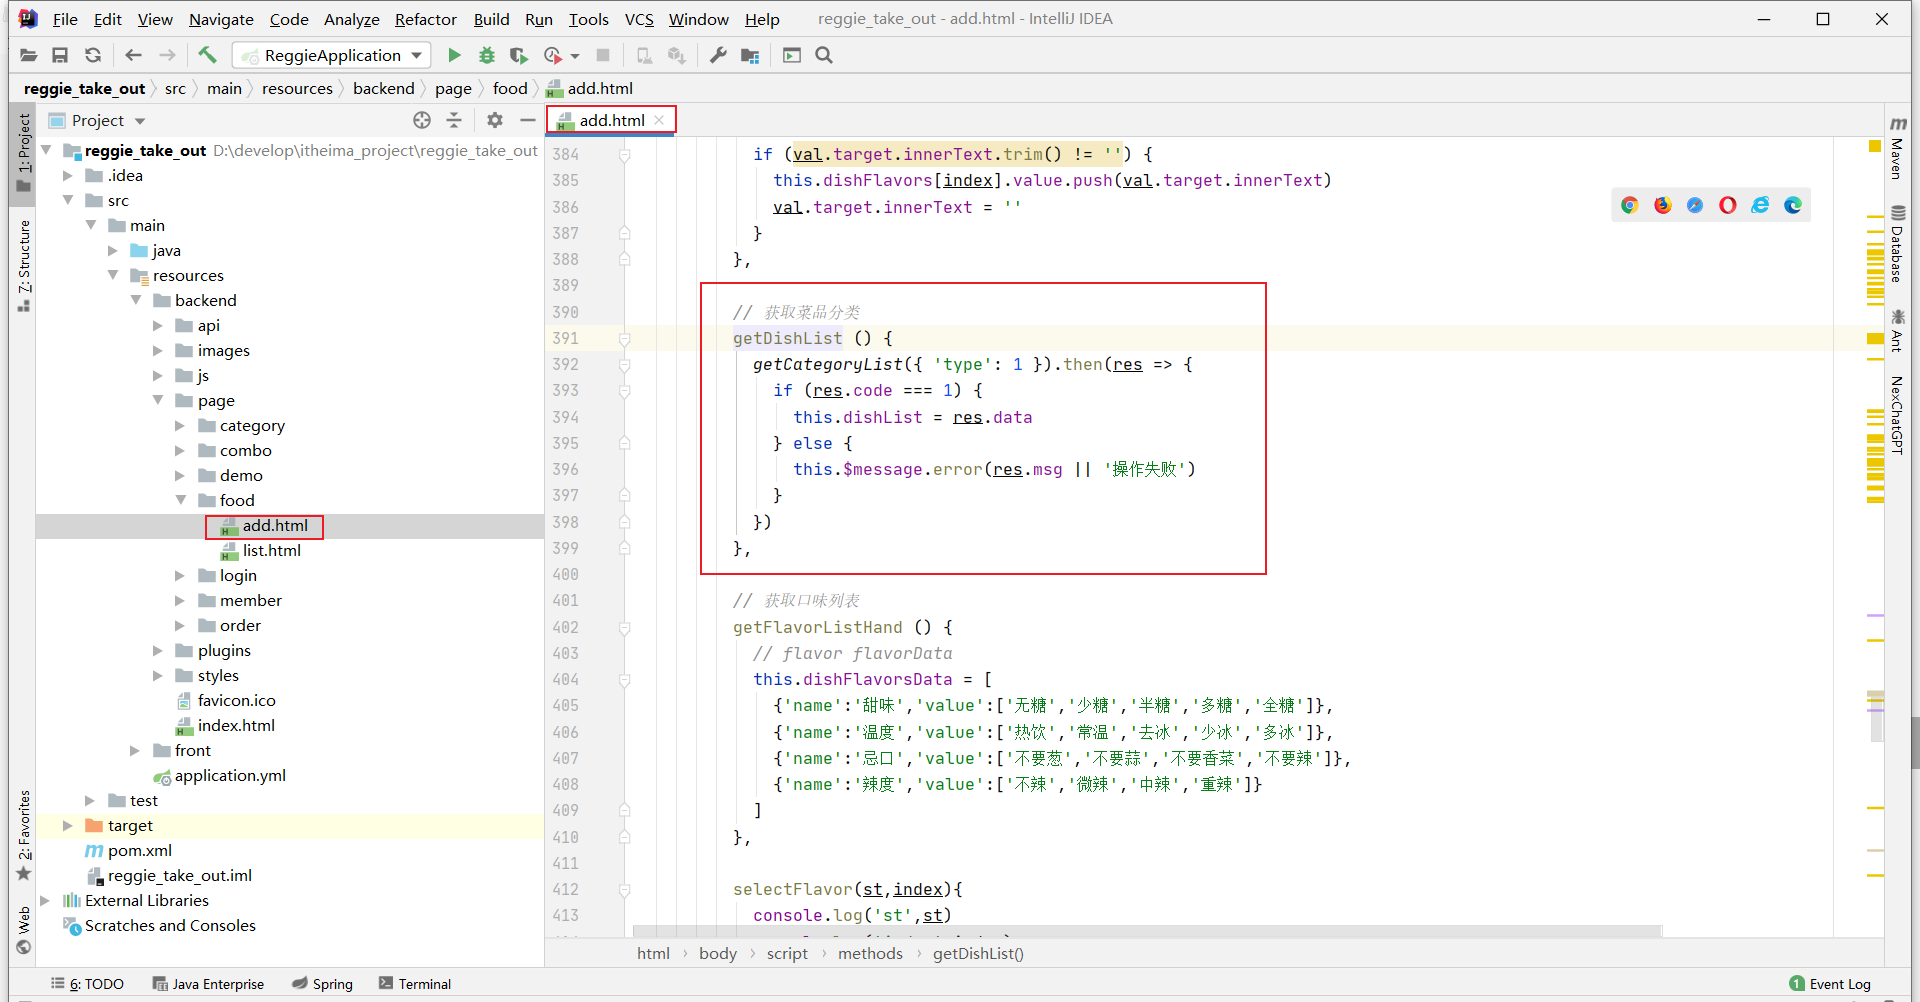 File Edit View Navigate Code Analyze Refactor Build Run Tools VCS Window Help reggie_take_out - add.html - IntelliJ IDEA
ReggieApplication
reggie_take_out src main resources backend page food add.html
1: Project
Z: Structure
2: Favorites
Web
Project
reggie_take_out D:\develop\itheima_project\reggie_take_out
.idea
src
main
java
resources
backend
api
images
js
page
category
combo
demo
food
add.html
list.html
login
member
order
plugins
styles
favicon.ico
index.html
front
application.yml
test
target
pom.xml
reggie_take_out.iml
External Libraries
Scratches and Consoles
add.html
384 if (val.target.innerText.trim() != '') {
385 this.dishFlavors[index].value.push(val.target.innerText)
386 val.target.innerText = ''
387 }
388 },
389
390 // 获取菜品分类
391 getDishList () {
392 getCategoryList({ 'type': 1 }).then(res => {
393 if (res.code === 1) {
394 this.dishList = res.data
395 } else {
396 this.$message.error(res.msg || '操作失败')
397 }
398 })
399 },
400
401 // 获取口味列表
402 getFlavorListHand () {
403 // flavor flavorData
404 this.dishFlavorsData = [
405 {'name':'甜味','value':['无糖','少糖','半糖','多糖','全糖']},
406 {'name':'温度','value':['热饮','常温','去冰','少冰','多冰']},
407 {'name':'忌口','value':['不要葱','不要蒜','不要香菜','不要辣']},
408 {'name':'辣度','value':['不辣','微辣','中辣','重辣']}
409 ]
410 },
411
412 selectFlavor(st,index){
413 console.log('st',st)
html body script methods getDishList()
Maven
Database
Ant
NexChatGPT
6: TODO Java Enterprise Spring Terminal 1 Event Log